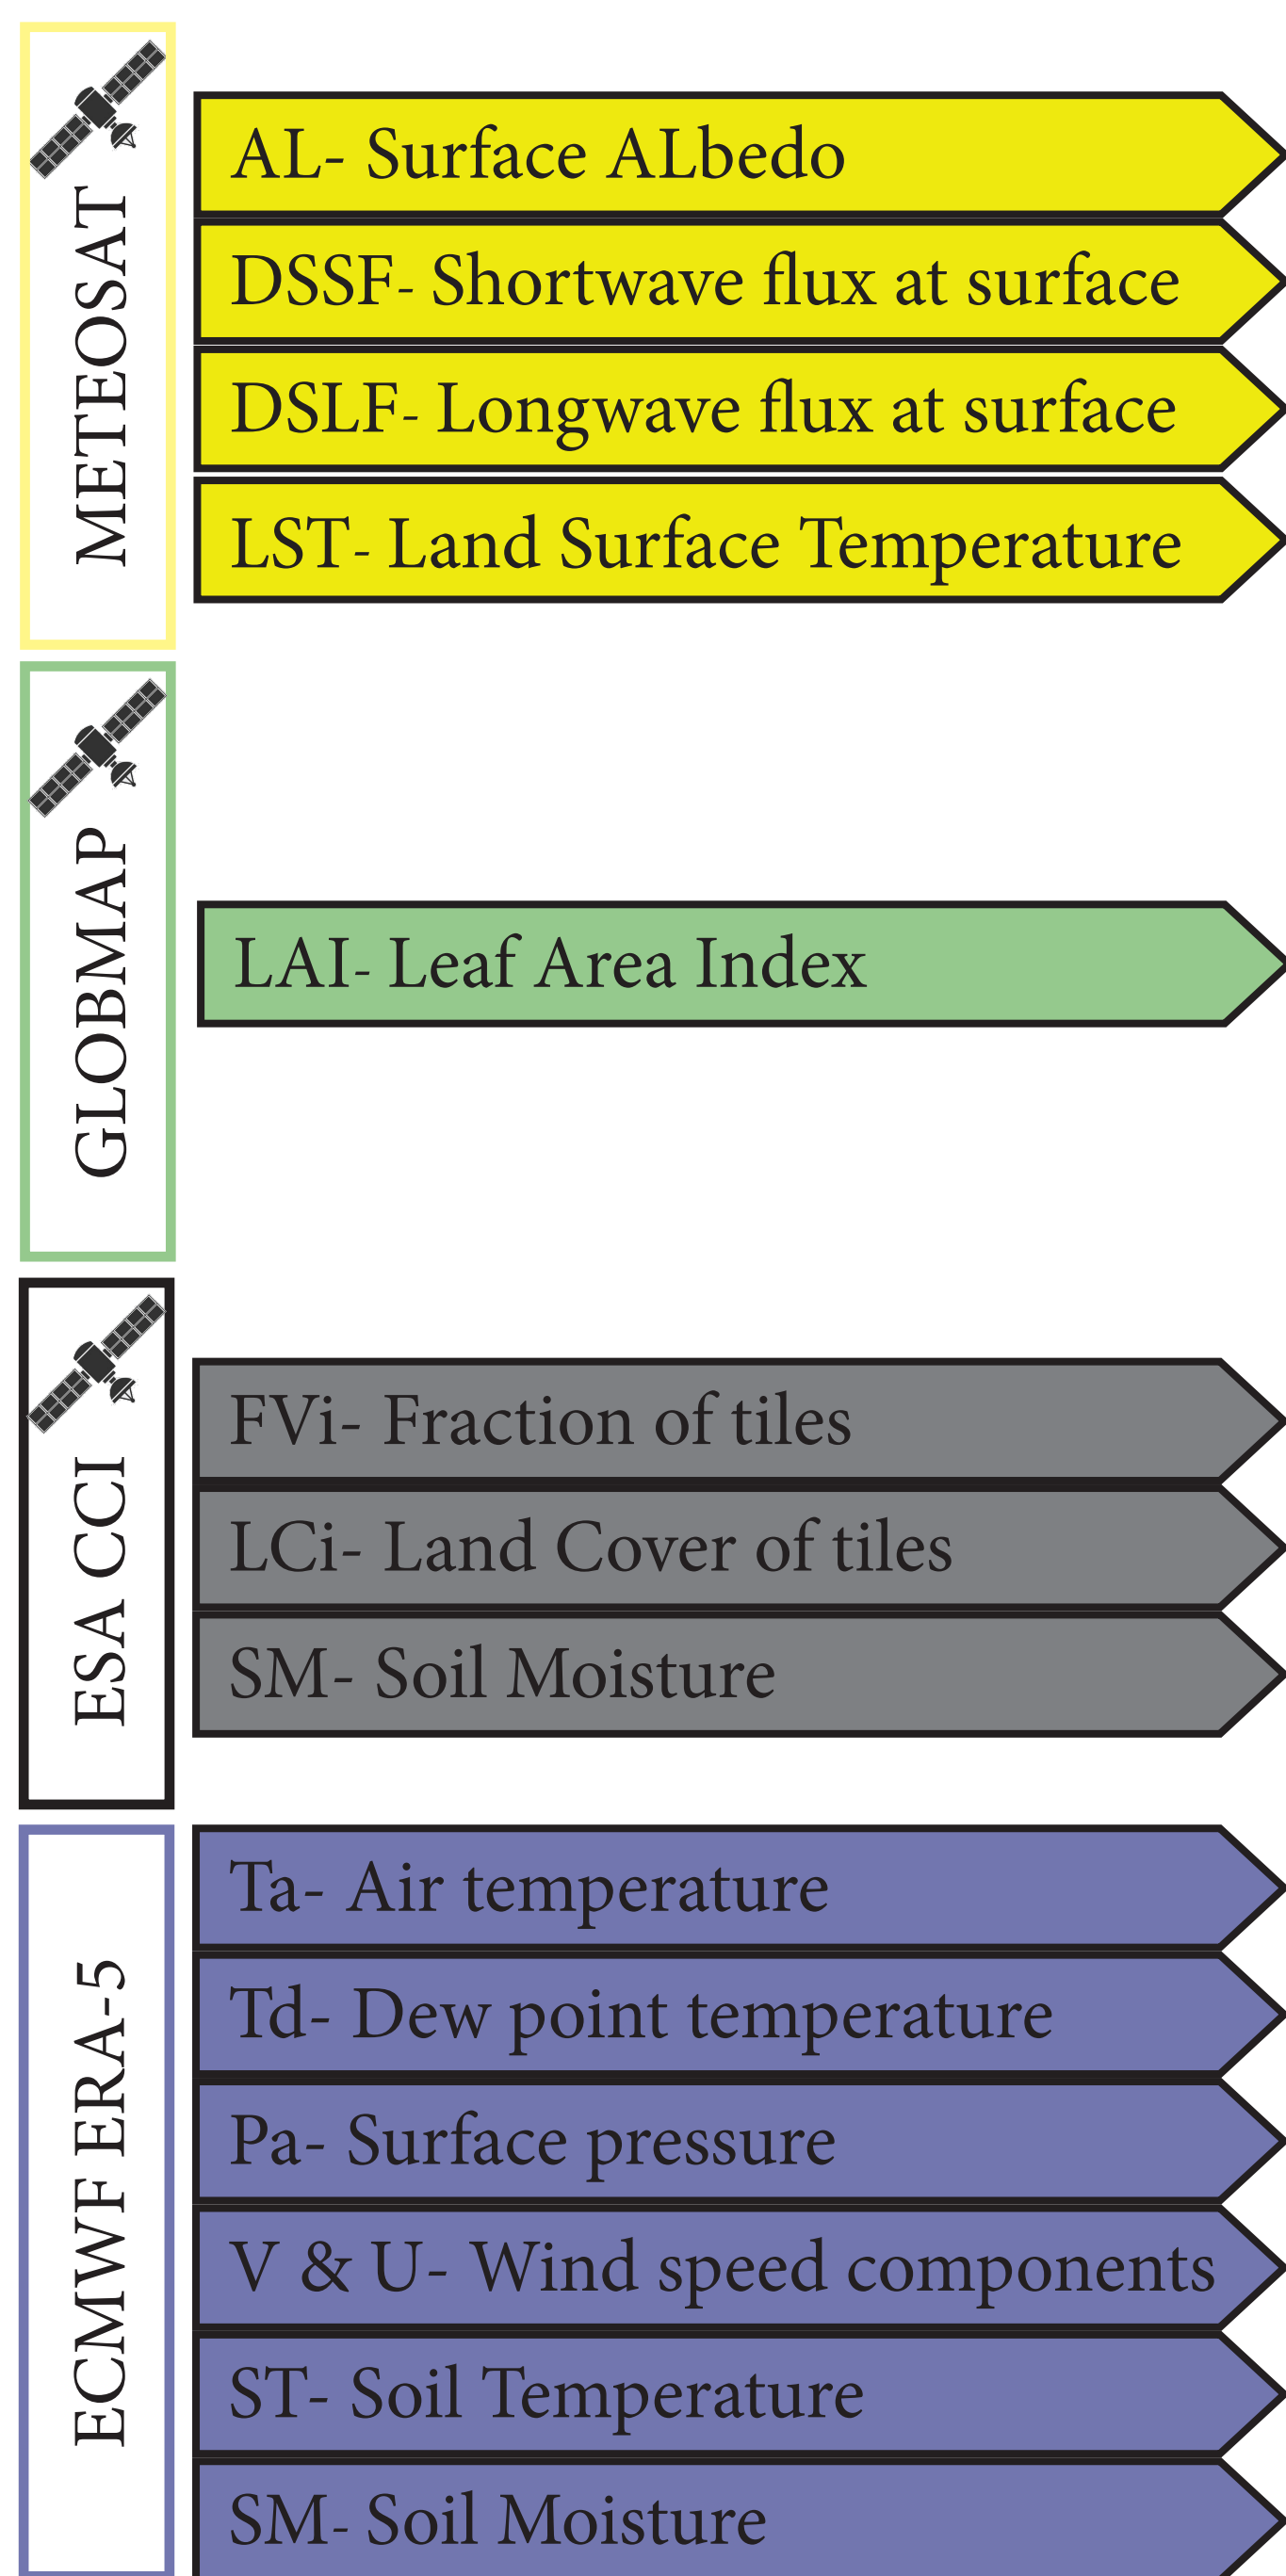 METEOSAT
AL- Surface ALbedo
DSSF- Shortwave flux at surface
DSLF- Longwave flux at surface
LST- Land Surface Temperature
GLOBMAP
LAI- Leaf Area Index
ESA CCI
FVi- Fraction of tiles
LCi- Land Cover of tiles
SM- Soil Moisture
ECMWF ERA-5
Ta- Air temperature
Td- Dew point temperature
Pa- Surface pressure
V & U- Wind speed components
ST- Soil Temperature
SM- Soil Moisture